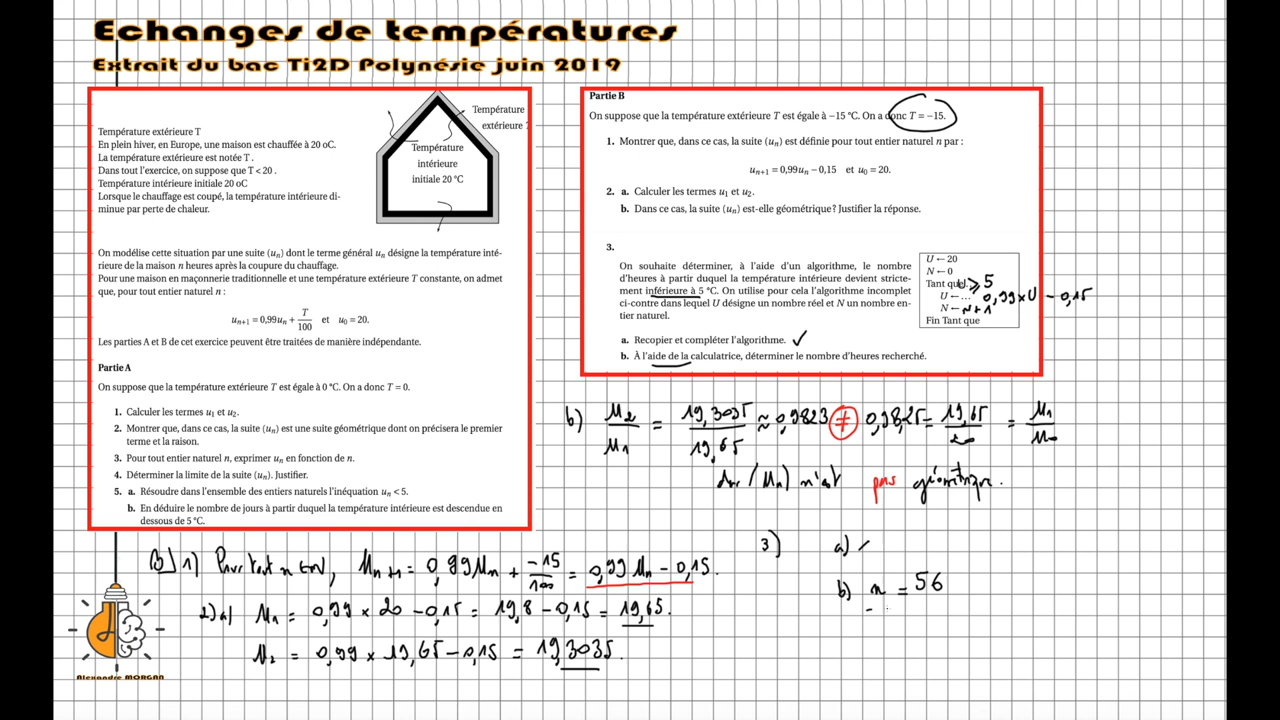 Echanges de températures
Extrait du bac Ti2D Polynésie juin 2019
Température extérieure T
En plein hiver, en Europe, une maison est chauffée à 20 oC.
La température extérieure est notée T .
Dans tout l'exercice, on suppose que T < 20 .
Température intérieure initiale 20 oC
Lorsque le chauffage est coupé, la température intérieure di-
minue par perte de chaleur.
Température
extérieure
Température
intérieure
initiale 20 °C
On modélise cette situation par une suite (un) dont le terme général un désigne la température inté-
rieure de la maison n heures après la coupure du chauffage.
Pour une maison en maçonnerie traditionnelle et une température extérieure T constante, on admet
que, pour tout entier naturel n :
un+1 = 0,99un + T/100 et u0 = 20.
Les parties A et B de cet exercice peuvent être traitées de manière indépendante.
Partie A
On suppose que la température extérieure T est égale à 0 °C. On a donc T = 0.
1. Calculer les termes u1 et u2.
2. Montrer que, dans ce cas, la suite (un) est une suite géométrique dont on précisera le premier
terme et la raison.
3. Pour tout entier naturel n, exprimer un en fonction de n.
4. Déterminer la limite de la suite (un). Justifier.
5. a. Résoudre dans l'ensemble des entiers naturels l'inéquation un < 5.
b. En déduire le nombre de jours à partir duquel la température intérieure est descendue en
dessous de 5 °C.
Partie B
On suppose que la température extérieure T est égale à −15 °C. On a donc T = −15.
1. Montrer que, dans ce cas, la suite (un) est définie pour tout entier naturel n par :
un+1 = 0,99un − 0,15 et u0 = 20.
2. a. Calculer les termes u1 et u2.
b. Dans ce cas, la suite (un) est-elle géométrique? Justifier la réponse.
3.
On souhaite déterminer, à l'aide d'un algorithme, le nombre
d'heures à partir duquel la température intérieure devient stricte-
ment inférieure à 5 °C. On utilise pour cela l'algorithme incomplet
ci-contre dans lequel U désigne un nombre réel et N un nombre en-
tier naturel.
U ← 20
N ← 0
Tant que U ⩾ 5
U ← ... 0,99 x U − 0,15
N ← N + 1
Fin Tant que
a. Recopier et compléter l'algorithme. ✓
b. À l'aide de la calculatrice, déterminer le nombre d'heures recherché.
b) u2/u1 = 19,3035/19,65 ≈ 0,9823 ≠ 0,9825 = 19,65/20 = u1/u0
donc (un) n'est pas géométrique.
B) 1) Pour tout n ∈ N, un+1 = 0,99un + −15/100 = 0,99 un − 0,15.
2) a) u1 = 0,99 × 20 − 0,15 = 19,8 − 0,15 = 19,65.
u2 = 0,99 × 19,65 − 0,15 = 19,3035.
3) a) ✓
b) n = 56
Alexandre MORGAN